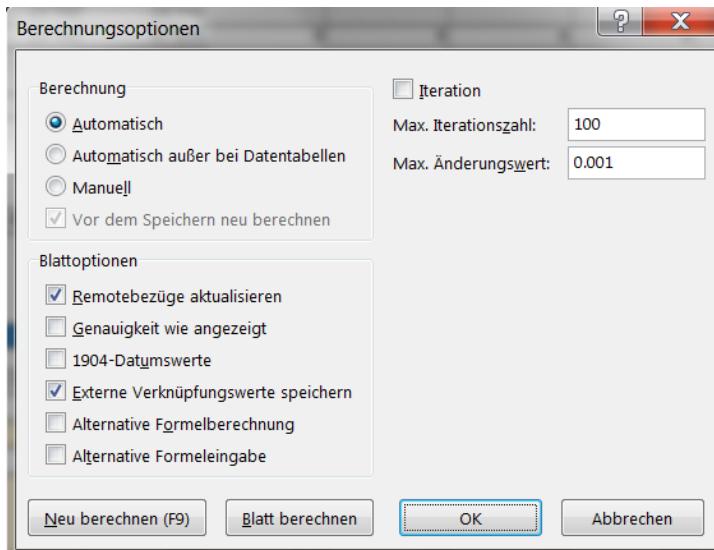 Berechnungsoptionen
Berechnung
Automatisch
Automatisch außer bei Datentabellen
Manuell
Vor dem Speichern neu berechnen
Blattoptionen
Remotebezüge aktualisieren
Genauigkeit wie angezeigt
1904-Datumswerte
Externe Verknüpfungswerte speichern
Alternative Formelberechnung
Alternative Formeleingabe
Iteration
Max. Iterationszahl: 100
Max. Änderungswert: 0.001
Neu berechnen (F9) Blatt berechnen OK Abbrechen